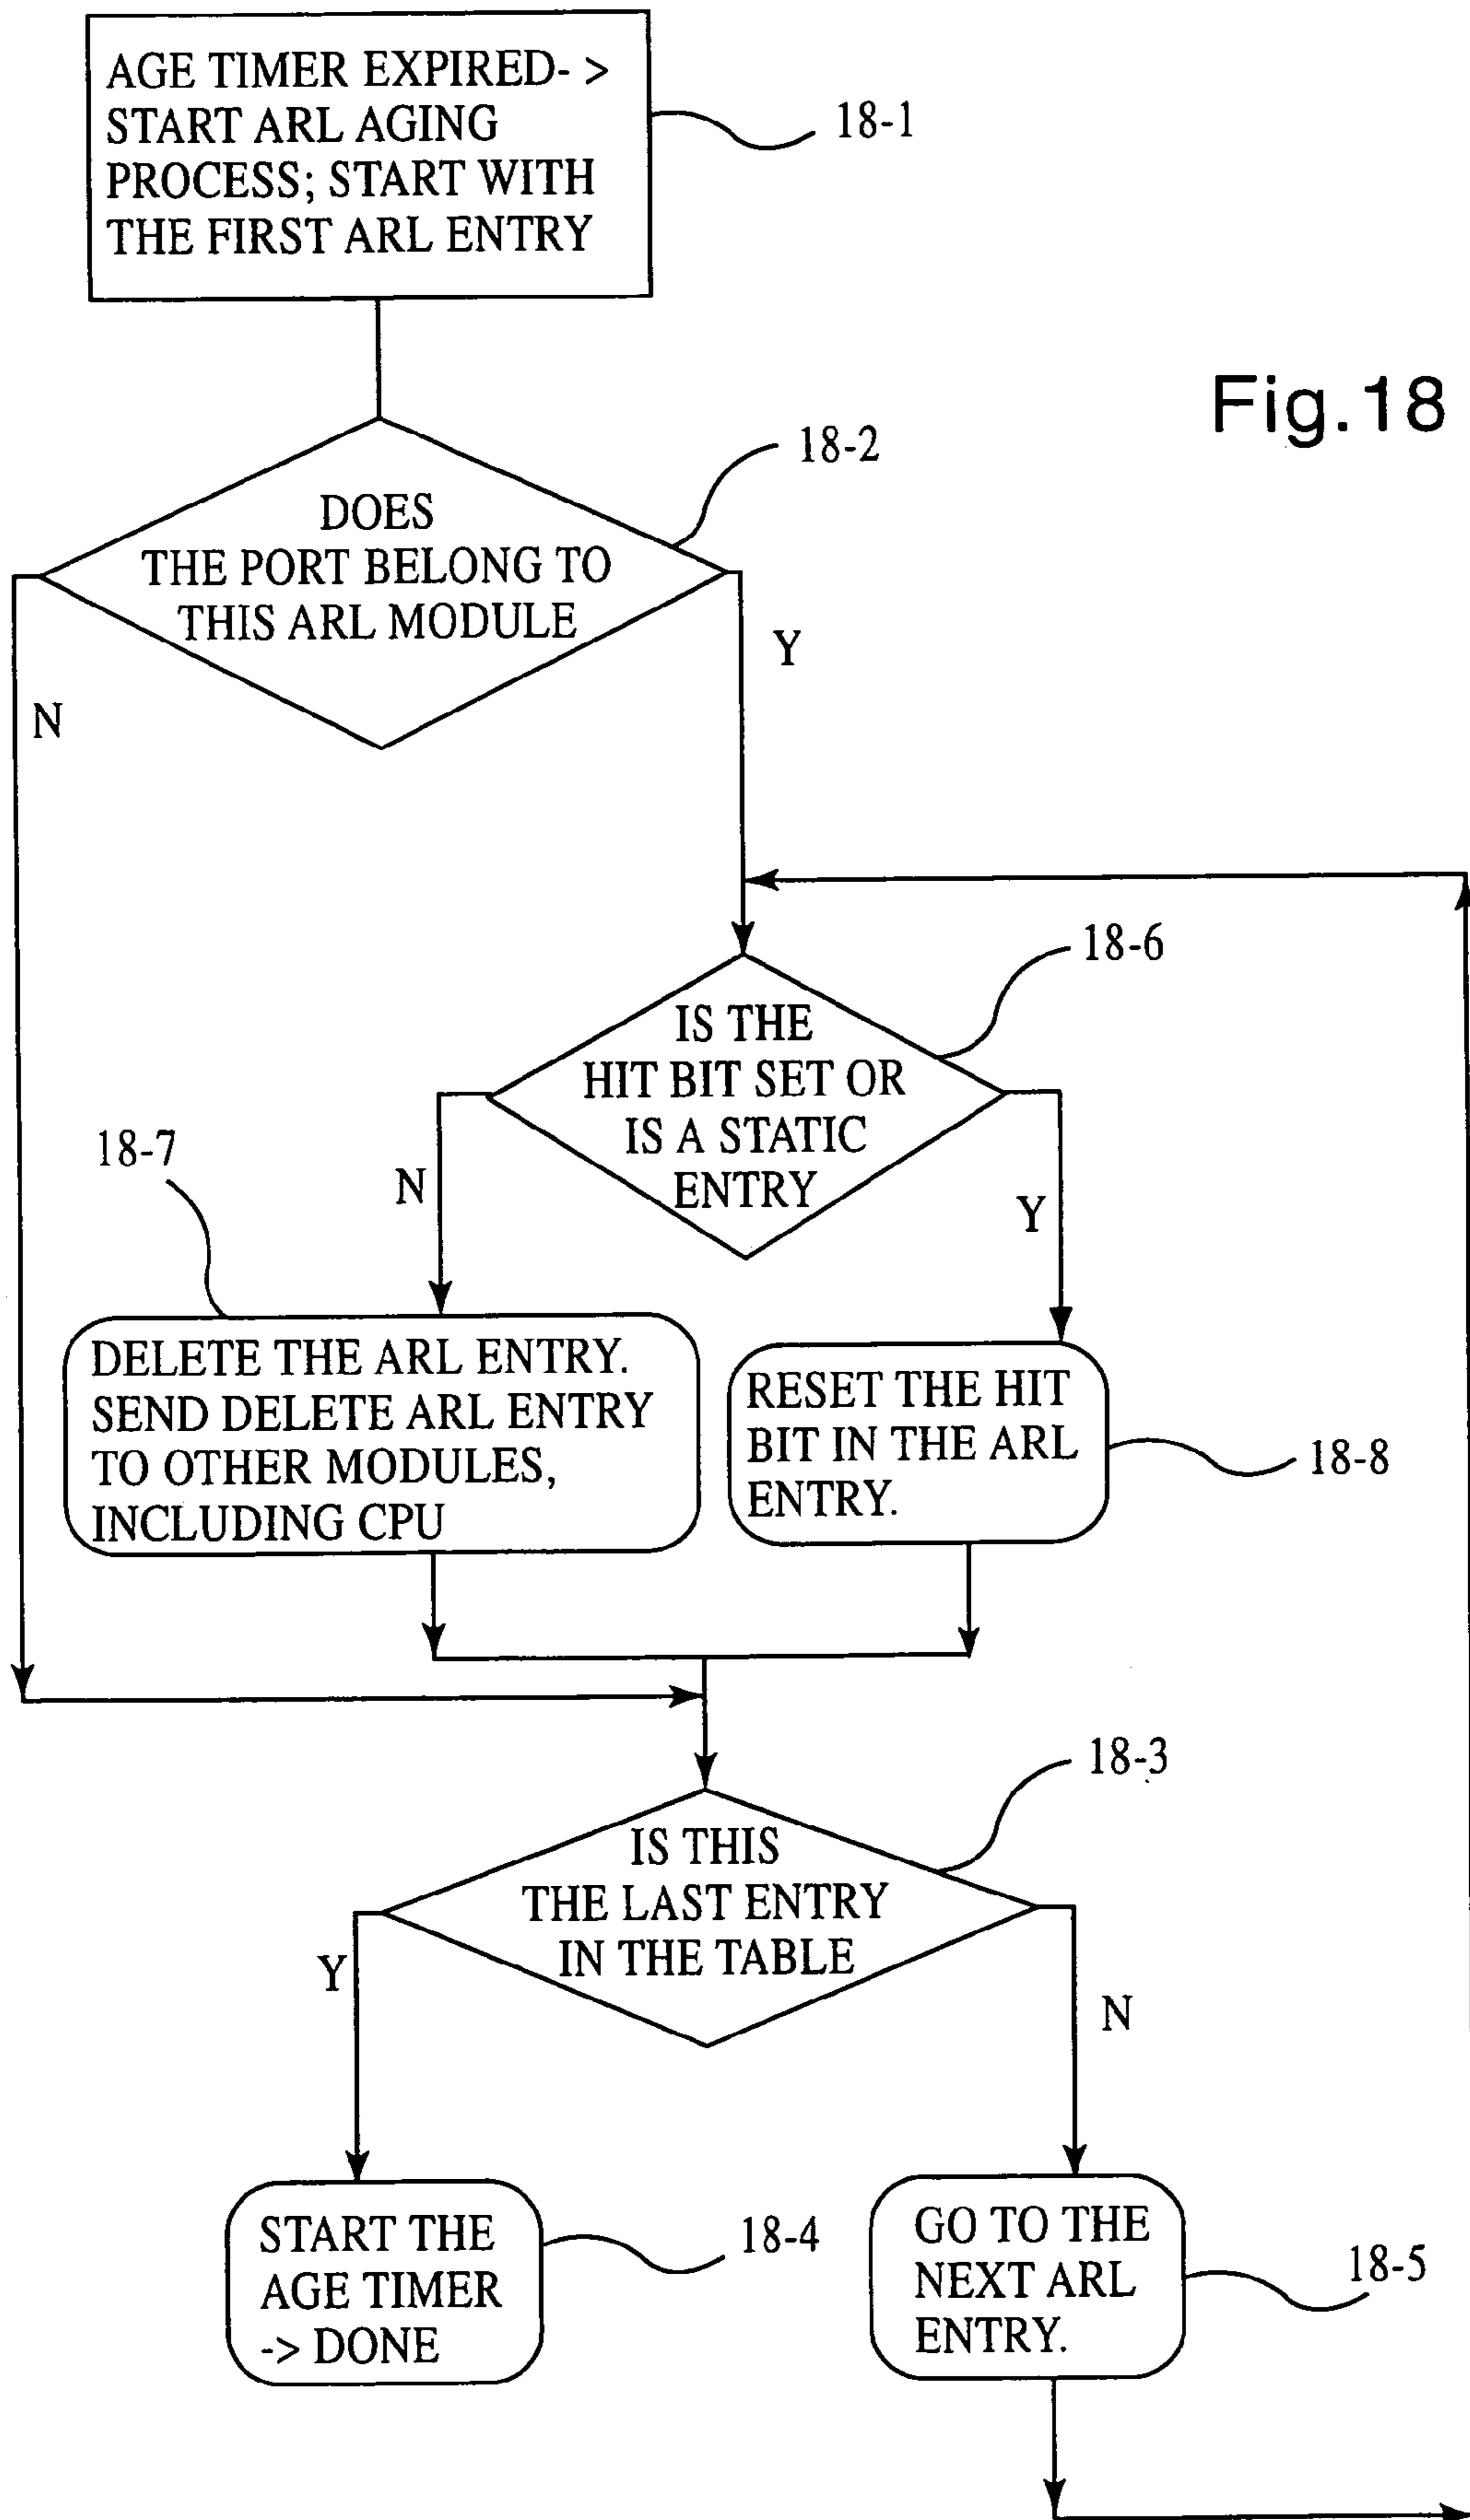 AGE TIMER EXPIRED- >
START ARL AGING
PROCESS; START WITH
THE FIRST ARL ENTRY
18-1
Fig.18
18-2
DOES
THE PORT BELONG TO
THIS ARL MODULE
Y
N
18-6
IS THE
HIT BIT SET OR
IS A STATIC
ENTRY
18-7
N
Y
DELETE THE ARL ENTRY.
SEND DELETE ARL ENTRY
TO OTHER MODULES,
INCLUDING CPU
RESET THE HIT
BIT IN THE ARL
ENTRY.
18-8
18-3
IS THIS
THE LAST ENTRY
IN THE TABLE
Y
N
START THE
AGE TIMER
-> DONE
18-4
GO TO THE
NEXT ARL
ENTRY.
18-5